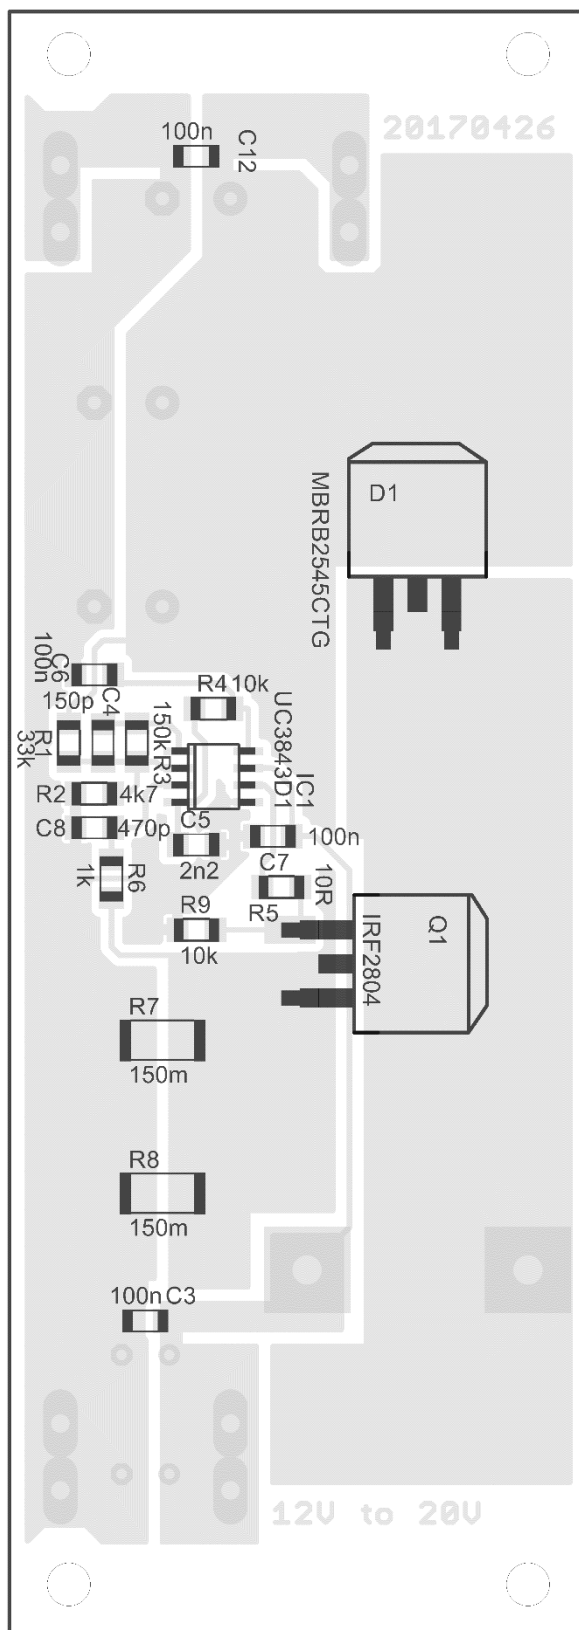 20170426
100n
C12
D1
MBRB2545CTG
100n
C6
150p
C4
R4
10k
R1
33k
150k
R3
UC3843D1
IC1
R2
4k7
C8
470p
C5
2n2
100n
C7
R6
1k
10R
R5
R9
10k
Q1
IRF2804
R7
150m
R8
150m
100n
C3
12V to 20V